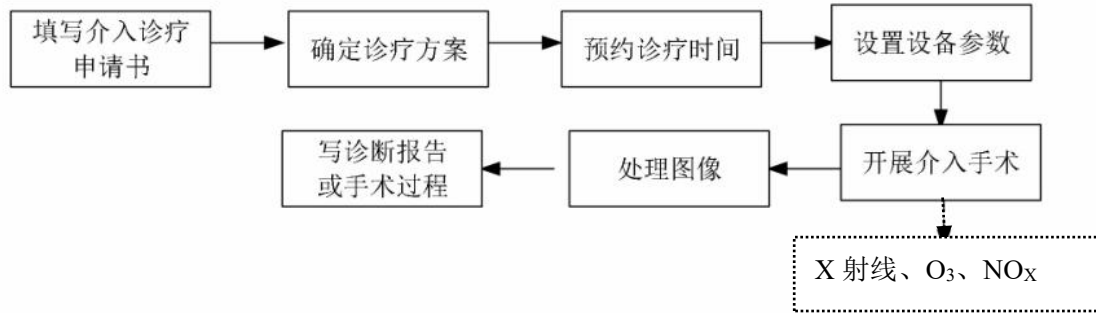 填写介入诊疗
申请书
确定诊疗方案
预约诊疗时间
设置设备参数
开展介入手术
处理图像
写诊断报告
或手术过程
X 射线、O₃、NOX